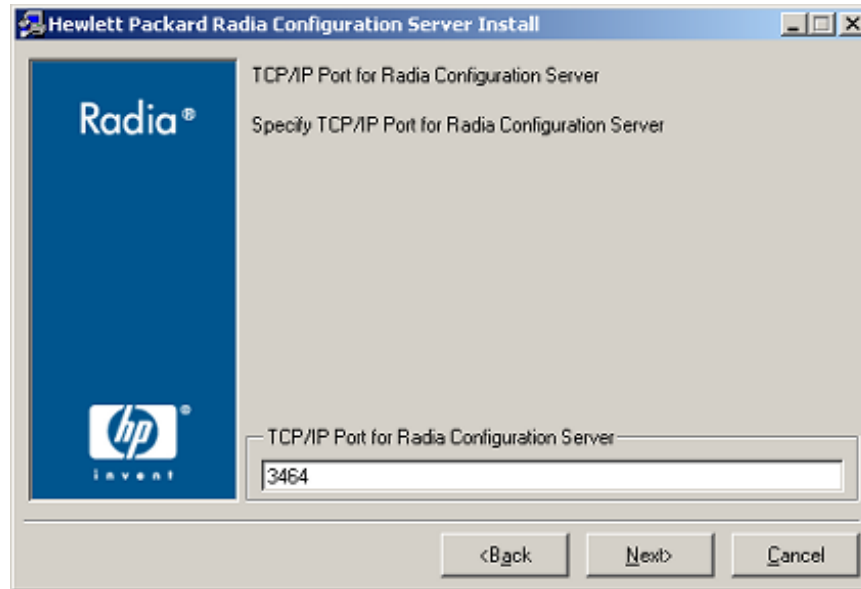 Hewlett Packard Radia Configuration Server Install
Radia®
TCP/IP Port for Radia Configuration Server
Specify TCP/IP Port for Radia Configuration Server
hp®
invent
TCP/IP Port for Radia Configuration Server
3464
<Back
Next>
Cancel